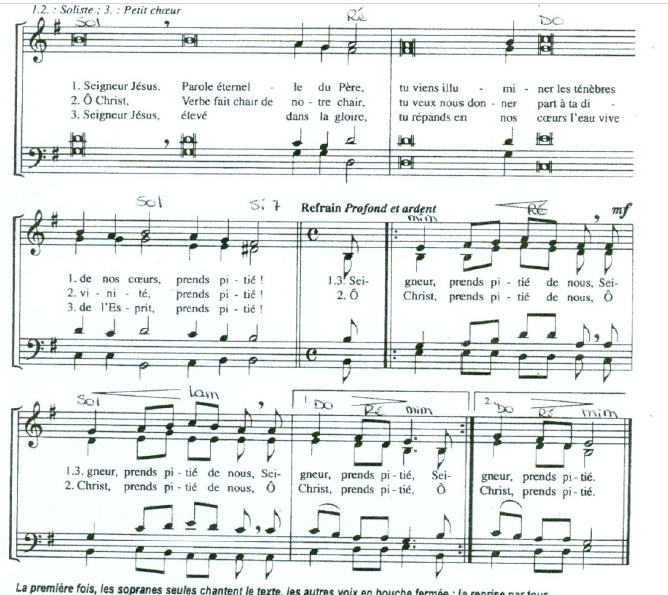 1.2. : Soliste ; 3. : Petit chœur
Sol Ré Do
1. Seigneur Jésus, Parole éternel - le du Père, tu viens illu - mi - ner les ténèbres
2. Ô Christ, Verbe fait chair de no - tre chair, tu veux nous don - ner part à ta di -
3. Seigneur Jésus, élevé dans la gloire, tu répands en nos cœurs l'eau vive
Sol Si 7 Refrain Profond et ardent mim Ré mf
1. de nos cœurs, prends pi - tié ! 1.3. Sei- gneur, prends pi - tié de nous, Sei-
2. vi - ni - té, prends pi - tié ! 2. Ô Christ, prends pi - tié de nous, Ô
3. de l'Es - prit, prends pi - tié !
Sol Lam 1. Do Ré mim 2. Do Ré mim
1.3. gneur, prends pi - tié de nous, Sei- gneur, prends pi - tié, Sei- gneur, prends pi - tié.
2. Christ, prends pi - tié de nous, Ô Christ, prends pi - tié, Ô Christ, prends pi - tié.
La première fois, les sopranes seules chantent le texte, les autres voix en bouche fermée ; la reprise par tous